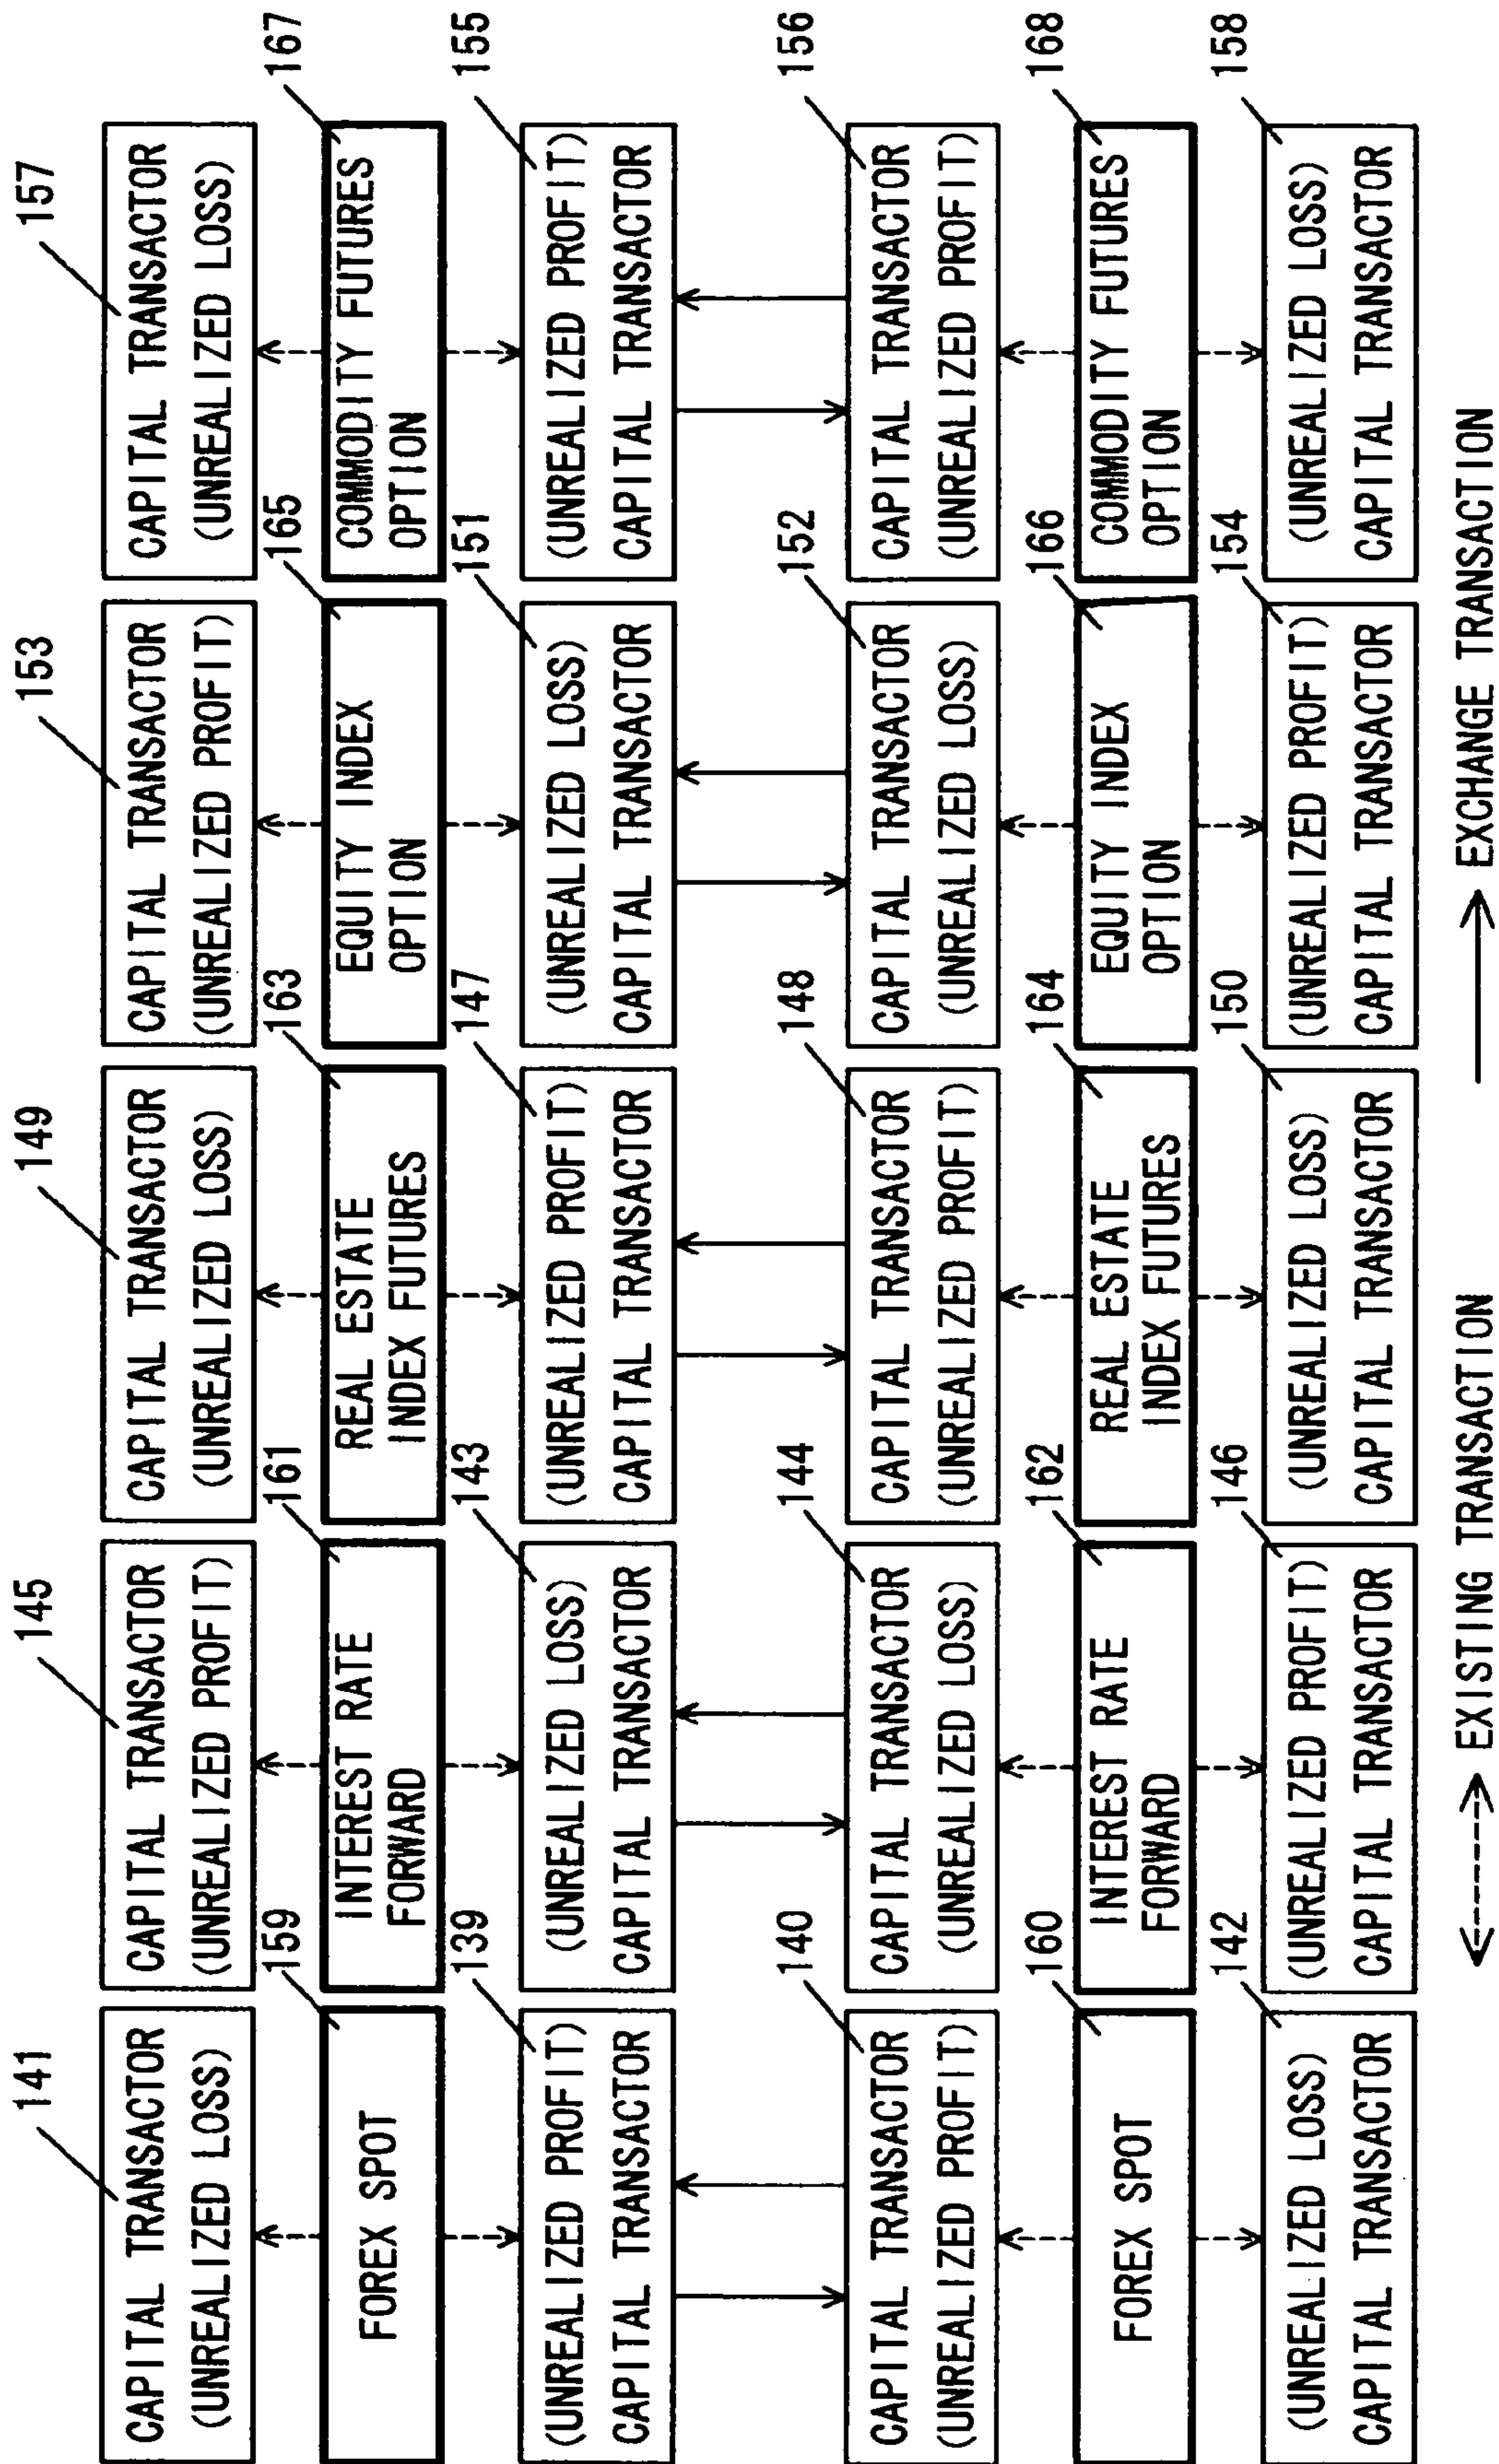 141
145
149
153
157
CAPITAL TRANSACTOR
(UNREALIZED LOSS)
CAPITAL TRANSACTOR
(UNREALIZED PROFIT)
CAPITAL TRANSACTOR
(UNREALIZED LOSS)
CAPITAL TRANSACTOR
(UNREALIZED PROFIT)
CAPITAL TRANSACTOR
(UNREALIZED LOSS)
159
161
163
165
167
FOREX SPOT
INTEREST RATE
FORWARD
REAL ESTATE
INDEX FUTURES
EQUITY INDEX
OPTION
COMMODITY FUTURES
OPTION
139
143
147
151
155
(UNREALIZED PROFIT)
CAPITAL TRANSACTOR
(UNREALIZED LOSS)
CAPITAL TRANSACTOR
(UNREALIZED PROFIT)
CAPITAL TRANSACTOR
(UNREALIZED LOSS)
CAPITAL TRANSACTOR
(UNREALIZED PROFIT)
CAPITAL TRANSACTOR
140
144
148
152
156
CAPITAL TRANSACTOR
(UNREALIZED PROFIT)
CAPITAL TRANSACTOR
(UNREALIZED LOSS)
CAPITAL TRANSACTOR
(UNREALIZED PROFIT)
CAPITAL TRANSACTOR
(UNREALIZED LOSS)
CAPITAL TRANSACTOR
(UNREALIZED PROFIT)
160
162
164
166
168
FOREX SPOT
INTEREST RATE
FORWARD
REAL ESTATE
INDEX FUTURES
EQUITY INDEX
OPTION
COMMODITY FUTURES
OPTION
142
146
150
154
158
(UNREALIZED LOSS)
CAPITAL TRANSACTOR
(UNREALIZED PROFIT)
CAPITAL TRANSACTOR
(UNREALIZED LOSS)
CAPITAL TRANSACTOR
(UNREALIZED PROFIT)
CAPITAL TRANSACTOR
(UNREALIZED LOSS)
CAPITAL TRANSACTOR
EXISTING TRANSACTION
EXCHANGE TRANSACTION